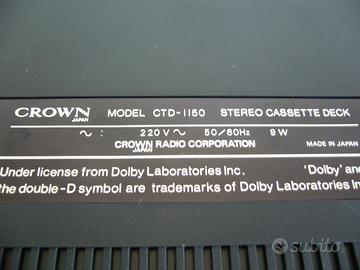 CROWN JAPAN MODEL CTD-1150 STEREO CASSETTE DECK
~ : 220V~ 50/60Hz 9W
CROWN JAPAN RADIO CORPORATION MADE IN JAPAN
Under license from Dolby Laboratories Inc. 'Dolby' and
the double-D symbol are trademarks of Dolby Laboratories In
subito